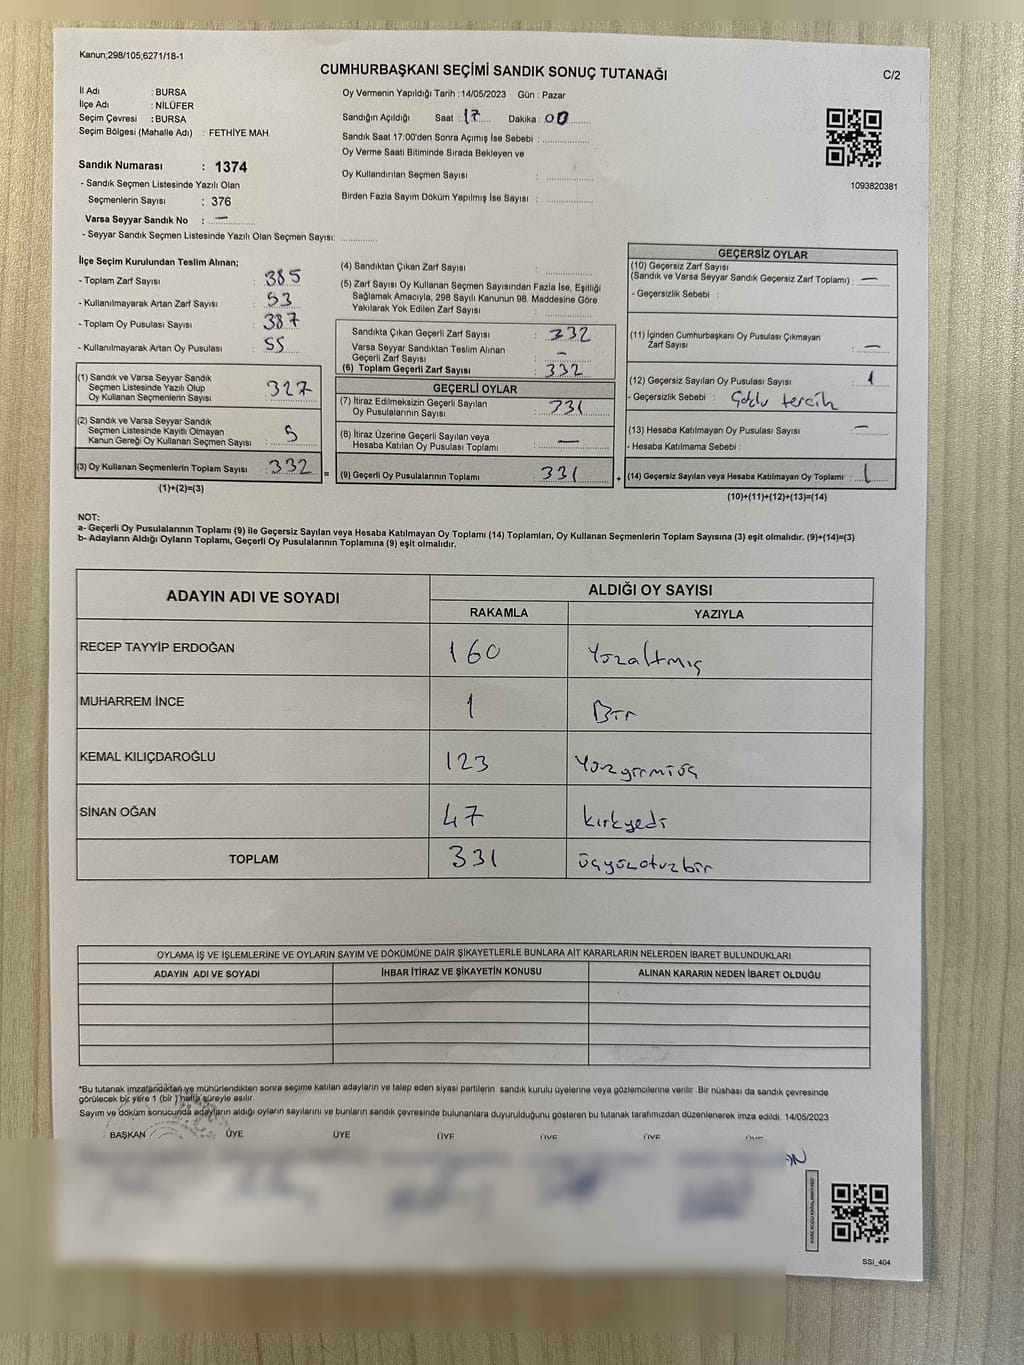 Kanun;298/105;6271/18-1
CUMHURBAŞKANI SEÇİMİ SANDIK SONUÇ TUTANAĞI
C/2
İl Adı : BURSA
İlçe Adı : NİLÜFER
Seçim Çevresi : BURSA
Seçim Bölgesi (Mahalle Adı) : FETHİYE MAH.
Sandık Numarası : 1374
- Sandık Seçmen Listesinde Yazılı Olan
Seçmenlerin Sayısı : 376
Varsa Seyyar Sandık No : —
- Seyyar Sandık Seçmen Listesinde Yazılı Olan Seçmen Sayısı:
Oy Vermenin Yapıldığı Tarih : 14/05/2023 Gün : Pazar
Sandığın Açıldığı Saat : 17 Dakika : 00
Sandık Saat 17:00'den Sonra Açımış İse Sebebi :
Oy Verme Saati Bitiminde Sırada Bekleyen ve
Oy Kullandırılan Seçmen Sayısı :
Birden Fazla Sayım Döküm Yapılmış İse Sayısı :
1093820381
İlçe Seçim Kurulundan Teslim Alınan;
- Toplam Zarf Sayısı : 385
- Kullanılmayarak Artan Zarf Sayısı : 53
- Toplam Oy Pusulası Sayısı : 387
- Kullanılmayarak Artan Oy Pusulası : 55
(1) Sandık ve Varsa Seyyar Sandık
Seçmen Listesinde Yazılı Olup
Oy Kullanan Seçmenlerin Sayısı : 327
(2) Sandık ve Varsa Seyyar Sandık
Seçmen Listesinde Kayıtlı Olmayan
Kanun Gereği Oy Kullanan Seçmen Sayısı : 5
(3) Oy Kullanan Seçmenlerin Toplam Sayısı : 332
(1)+(2)=(3)
=
(4) Sandıktan Çıkan Zarf Sayısı :
(5) Zarf Sayısı Oy Kullanan Seçmen Sayısından Fazla İse, Eşitliği
Sağlamak Amacıyla; 298 Sayılı Kanunun 98. Maddesine Göre
Yakılarak Yok Edilen Zarf Sayısı :
Sandıkta Çıkan Geçerli Zarf Sayısı : 332
Varsa Seyyar Sandıktan Teslim Alınan
Geçerli Zarf Sayısı : -
(6) Toplam Geçerli Zarf Sayısı : 332
GEÇERLİ OYLAR
(7) İtiraz Edilmeksizin Geçerli Sayılan
Oy Pusulalarının Sayısı : 331
(8) İtiraz Üzerine Geçerli Sayılan veya
Hesaba Katılan Oy Pusulası Toplamı : —
(9) Geçerli Oy Pusulalarının Toplamı : 331
+
GEÇERSİZ OYLAR
(10) Geçersiz Zarf Sayısı
(Sandık ve Varsa Seyyar Sandık Geçersiz Zarf Toplamı) : —
- Geçersizlik Sebebi :
(11) İçinden Cumhurbaşkanı Oy Pusulası Çıkmayan
Zarf Sayısı : —
(12) Geçersiz Sayılan Oy Pusulası Sayısı : 1
- Geçersizlik Sebebi : Çoklu tercih
(13) Hesaba Katılmayan Oy Pusulası Sayısı : —
- Hesaba Katılmama Sebebi :
(14) Geçersiz Sayılan veya Hesaba Katılmayan Oy Toplamı : 1
(10)+(11)+(12)+(13)=(14)
NOT:
a- Geçerli Oy Pusulalarının Toplamı (9) ile Geçersiz Sayılan veya Hesaba Katılmayan Oy Toplamı (14) Toplamları, Oy Kullanan Seçmenlerin Toplam Sayısına (3) eşit olmalıdır. (9)+(14)=(3)
b- Adayların Aldığı Oyların Toplamı, Geçerli Oy Pusulalarının Toplamına (9) eşit olmalıdır.
ADAYIN ADI VE SOYADI
ALDIĞI OY SAYISI
RAKAMLA YAZIYLA
RECEP TAYYİP ERDOĞAN 160 Yüzaltmış
MUHARREM İNCE 1 Bir
KEMAL KILIÇDAROĞLU 123 Yüzyirmiüç
SİNAN OĞAN 47 kırkyedi
TOPLAM 331 üçyüzotuzbir
OYLAMA İŞ VE İŞLEMLERİNE VE OYLARIN SAYIM VE DÖKÜMÜNE DAİR ŞİKAYETLERLE BUNLARA AİT KARARLARIN NELERDEN İBARET BULUNDUKLARI
ADAYIN ADI VE SOYADI İHBAR İTİRAZ VE ŞİKAYETİN KONUSU ALINAN KARARIN NEDEN İBARET OLDUĞU
*Bu tutanak imzalandıktan ve mühürlendikten sonra seçime katılan adayların ve talep eden siyasi partilerin sandık kurulu üyelerine veya gözlemcilerine verilir. Bir nüshası da sandık çevresinde
görülecek bir yere 1 (bir) hafta süreyle asılır.
Sayım ve döküm sonucunda adayların aldığı oyların sayılarını ve bunların sandık çevresinde bulunanlara duyurulduğunu gösteren bu tutanak tarafımızdan düzenlenerek imza edildi. 14/05/2023
BAŞKAN ÜYE ÜYE ÜYE ÜYE ÜYE ÜYE
SSI_404